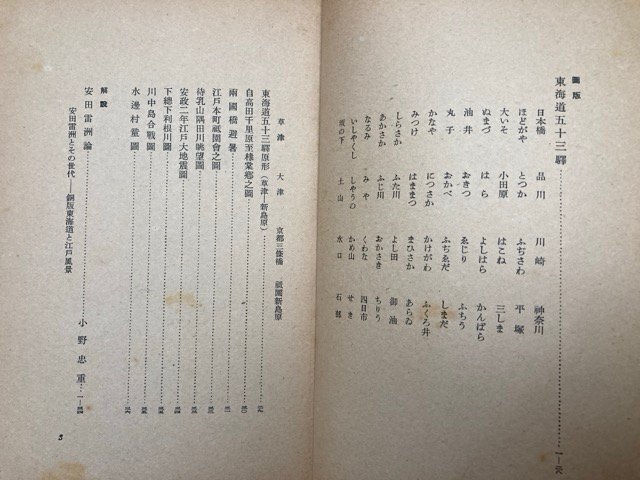 圖版
東海道五十三驛‥‥‥‥一―
日本橋 品川 川崎 神奈川
ほどがや とつか ふぢさわ 平塚
大いそ 小田原 はこね 三しま
ぬまづ はら よしはら かんばら
油井 おきつ ゑじり ふちう
丸子 おかべ ふぢゑだ しまだ
かなや につさか かけがわ ふくろ井
みつけ はままつ まひさか あらゐ
しらさか ふた川 よし田 御油
あかさか ふじ川 おかさき ちりう
なるみ みや くわな 四日市
いしやくし しやうの かめ山 せき
坂の下 土山 水口 石部
草津 大津 京都三條橋 祇園新島原
東海道五十三驛原形(草津―新島原)
自高田千里原至棣棠鄉之圖
兩國橋避暑
江戸本町祗園會之圖
待乳山隅田川眺望圖
安政二年江戸大地震圖
下總下利根川圖
川中島合戰圖
水邊村童圖
解說
安田雷洲論‥‥‥‥小野忠重‥一―
安田雷洲とその世代――銅版東海道と江戸風景
3